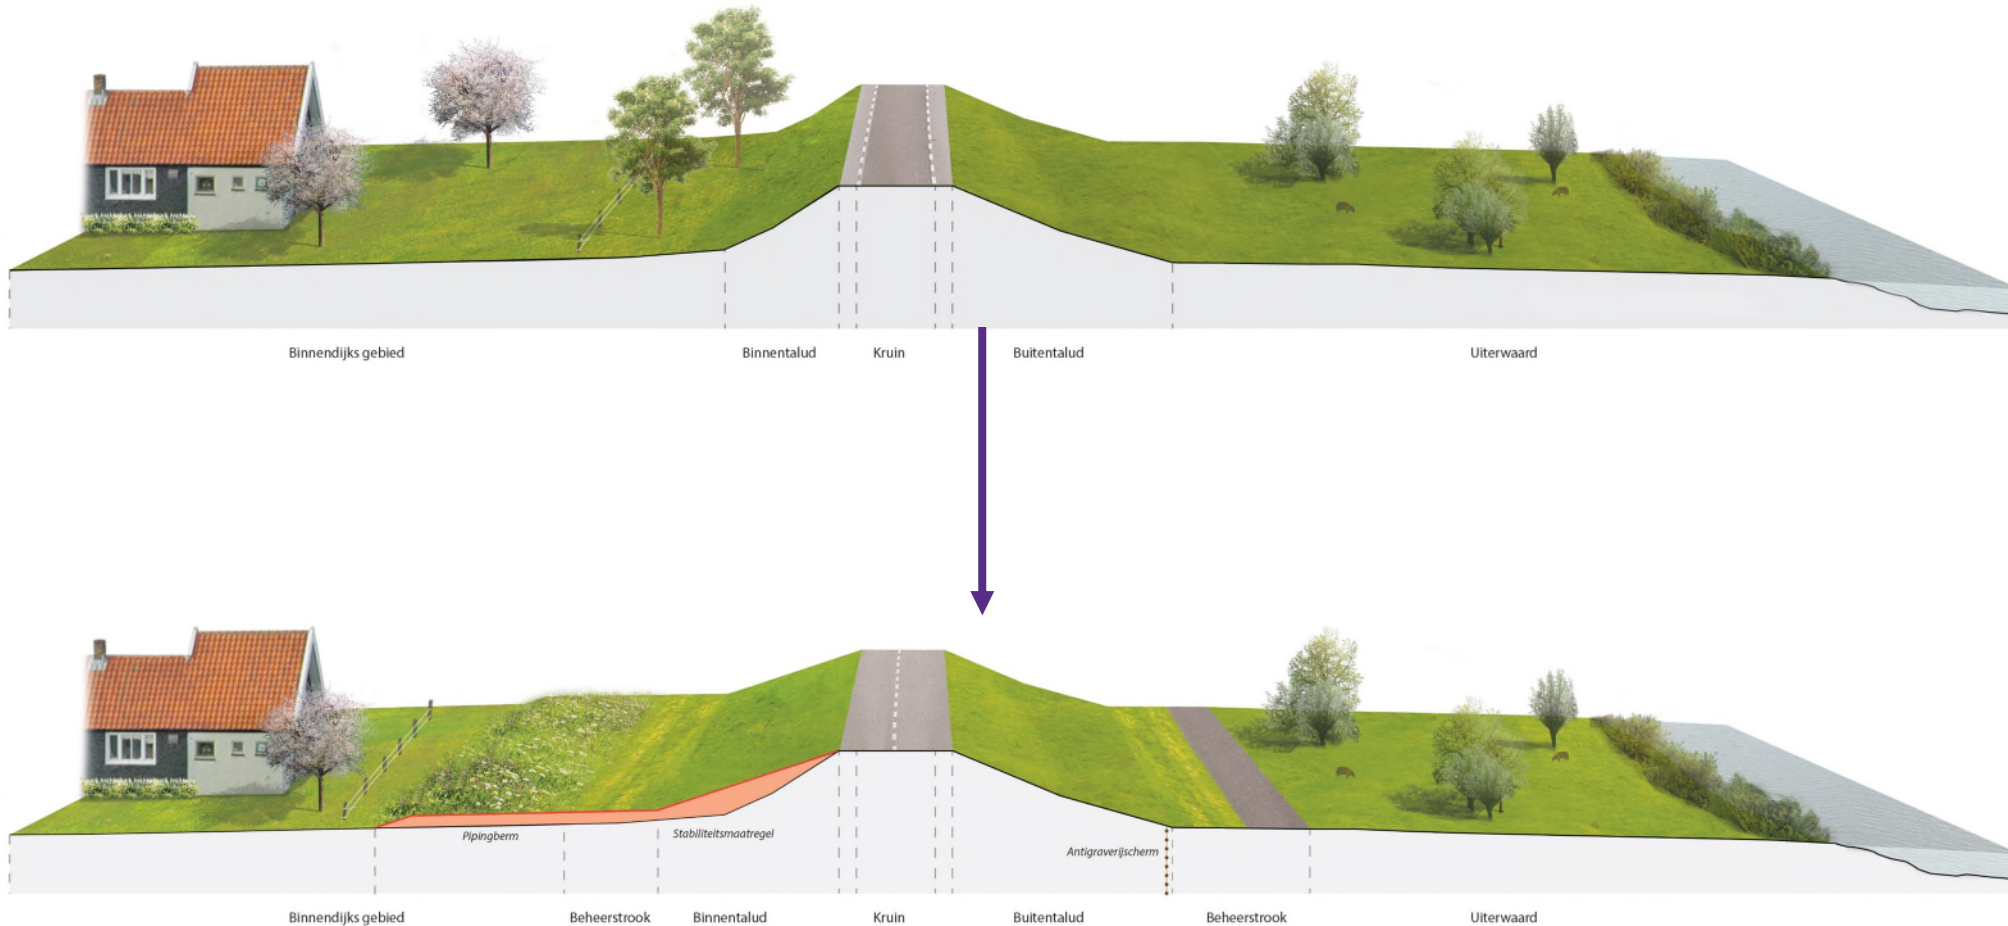 Binnendijks gebied
Binnentalud
Kruin
Buitentalud
Uiterwaard
Pipingberm
Stabiliteitsmaatregel
Antigraverijscherm
Binnendijks gebied
Beheerstrook
Binnentalud
Kruin
Buitentalud
Beheerstrook
Uiterwaard